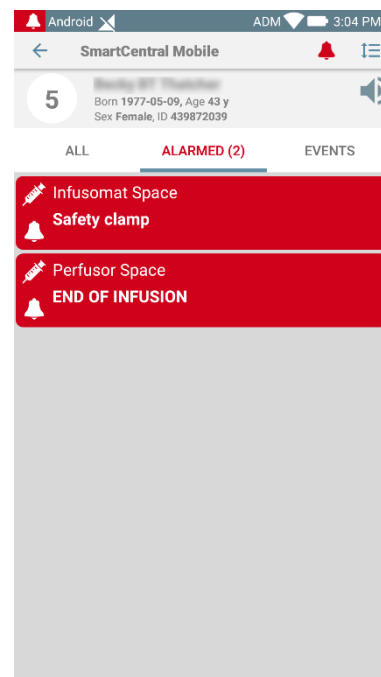 Android ADM 3:04 PM
SmartCentral Mobile
5
Born 1977-05-09, Age 43 y
Sex Female, ID 439872039
ALL ALARMED (2) EVENTS
Infusomat Space
Safety clamp
Perfusor Space
END OF INFUSION